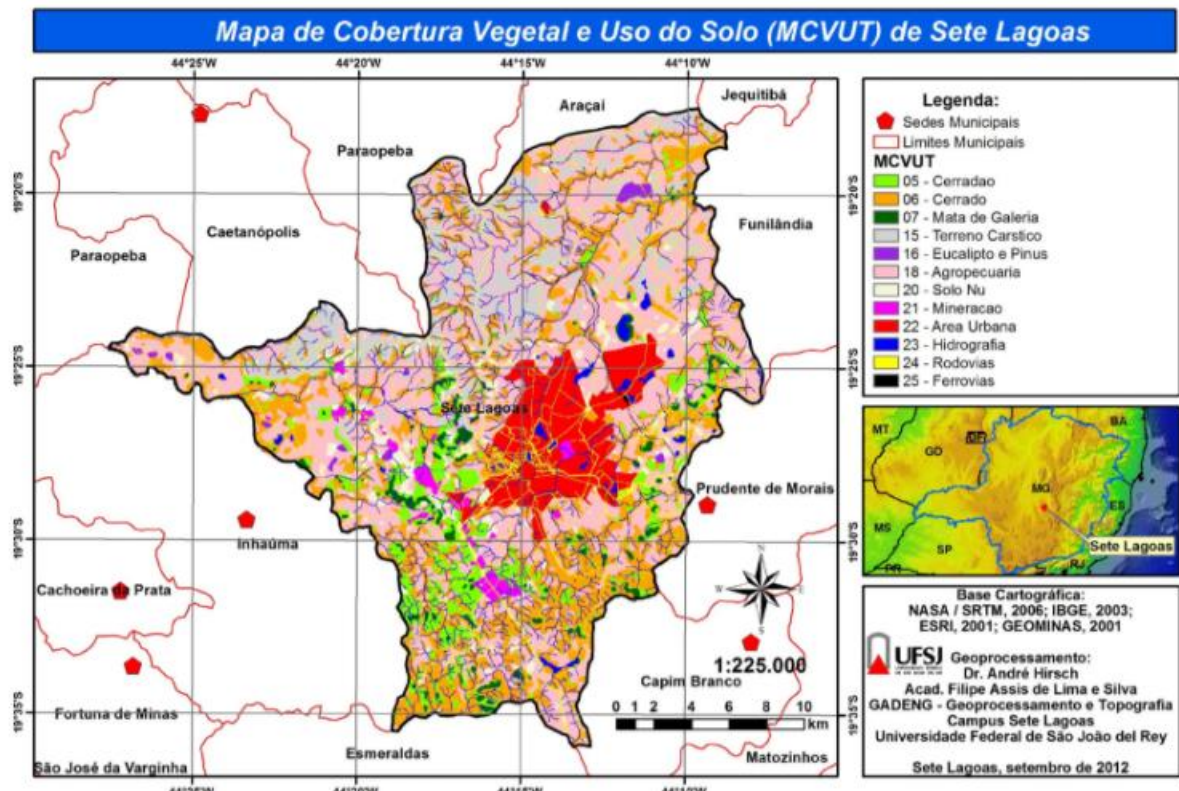 Mapa de Cobertura Vegetal e Uso do Solo (MCVUT) de Sete Lagoas
44°25'W
44°20'W
44°15'W
44°10'W
Jequitibá
Araçaí
Paraopeba
19°20'S
19°20'S
Caetanópolis
Funilândia
Paraopeba
19°25'S
19°25'S
Sete Lagoas
Prudente de Morais
19°30'S
19°30'S
Inhaúma
Cachoeira da Prata
N
W
E
S
1:225.000
Capim Branco
0 1 2 4 6 8 10
km
19°35'S
19°35'S
Fortuna de Minas
Esmeraldas
Matozinhos
São José da Varginha
44°20'W
44°15'W
Legenda:
Sedes Municipais
Limites Municipais
MCVUT
05 - Cerradao
06 - Cerrado
07 - Mata de Galeria
15 - Terreno Carstico
16 - Eucalipto e Pinus
18 - Agropecuaria
20 - Solo Nu
21 - Mineracao
22 - Area Urbana
23 - Hidrografia
24 - Rodovias
25 - Ferrovias
MT
BA
DF
GO
MG
ES
MS
SP
PR
RJ
Sete Lagoas
Base Cartográfica:
NASA / SRTM, 2006; IBGE, 2003;
ESRI, 2001; GEOMINAS, 2001
UFSJ
Geoprocessamento:
Dr. André Hirsch
Acad. Filipe Assis de Lima e Silva
GADENG - Geoprocessamento e Topografia
Campus Sete Lagoas
Universidade Federal de São João del Rey
Sete Lagoas, setembro de 2012